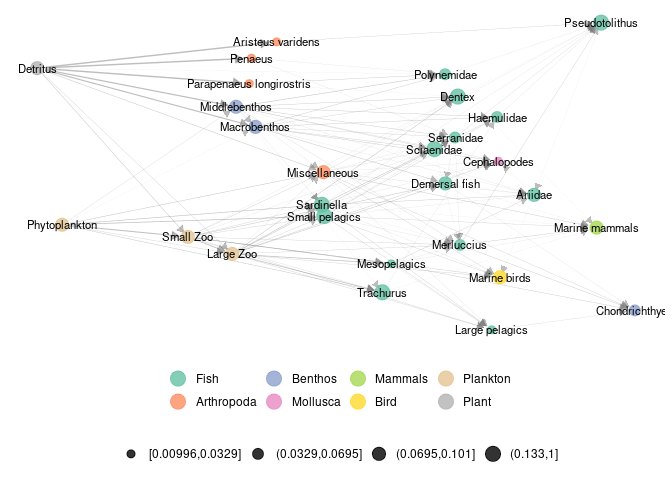 Pseudotolithus
Aristeus varidens
Penaeus
Detritus
Polynemidae
Parapenaeus longirostris
Dentex
Middlebenthos
Haemulidae
Macrobenthos
Serranidae
Sciaenidae
Cephalopodes
Miscellaneous
Demersal fish
Ariidae
Sardinella
Small pelagics
Phytoplankton
Marine mammals
Small Zoo
Merluccius
Large Zoo
Mesopelagics
Marine birds
Trachurus
Chondrichthye
Large pelagics
Fish Benthos Mammals Plankton
Arthropoda Mollusca Bird Plant
[0.00996,0.0329] (0.0329,0.0695] (0.0695,0.101] (0.133,1]